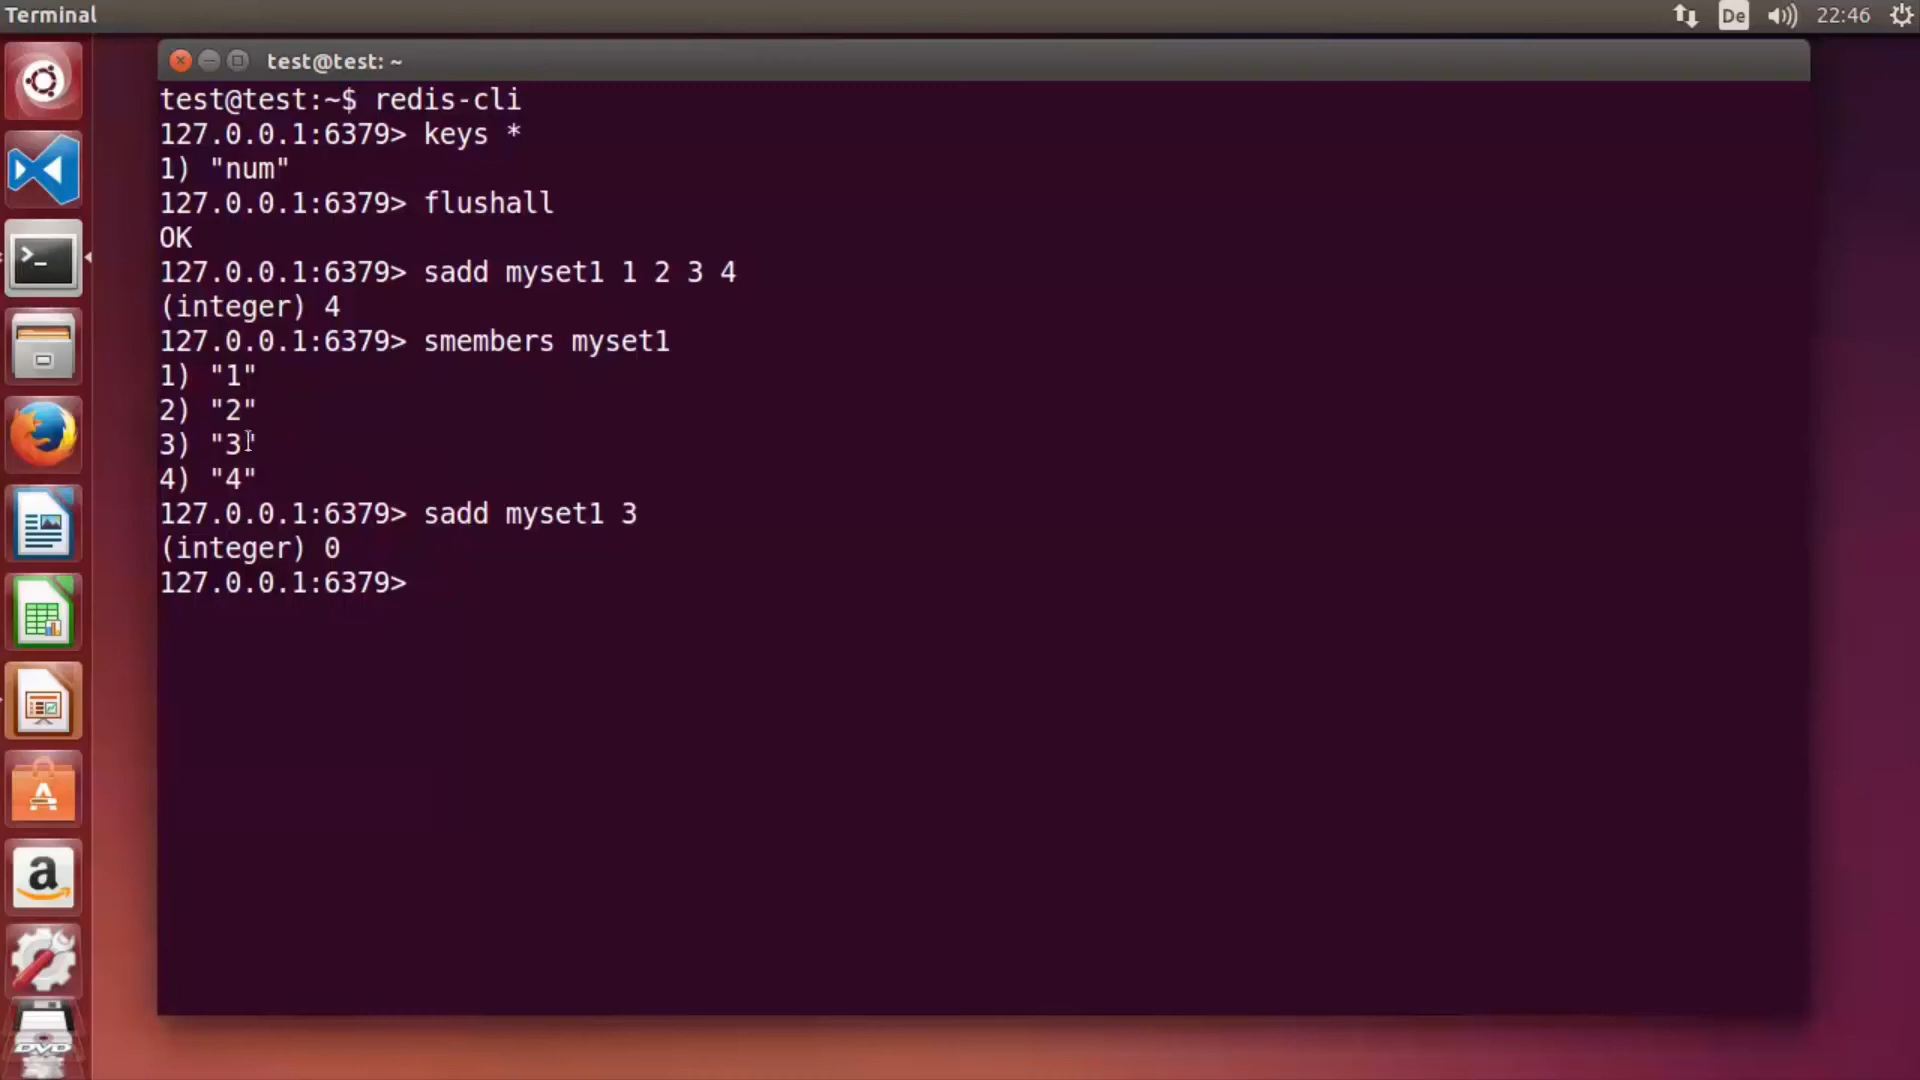 Terminal
De
22:46
test@test: ~
test@test:~$ redis-cli
127.0.0.1:6379> keys *
1) "num"
127.0.0.1:6379> flushall
OK
127.0.0.1:6379> sadd myset1 1 2 3 4
(integer) 4
127.0.0.1:6379> smembers myset1
1) "1"
2) "2"
3) "3"
4) "4"
127.0.0.1:6379> sadd myset1 3
(integer) 0
127.0.0.1:6379>
>_
A
a
DVD